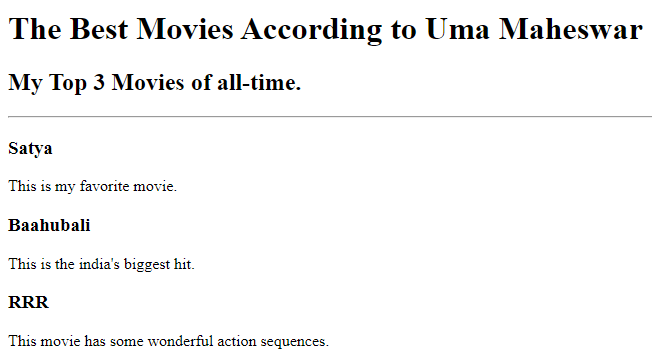 The Best Movies According to Uma Maheswar
My Top 3 Movies of all-time.
Satya
This is my favorite movie.
Baahubali
This is the india's biggest hit.
RRR
This movie has some wonderful action sequences.